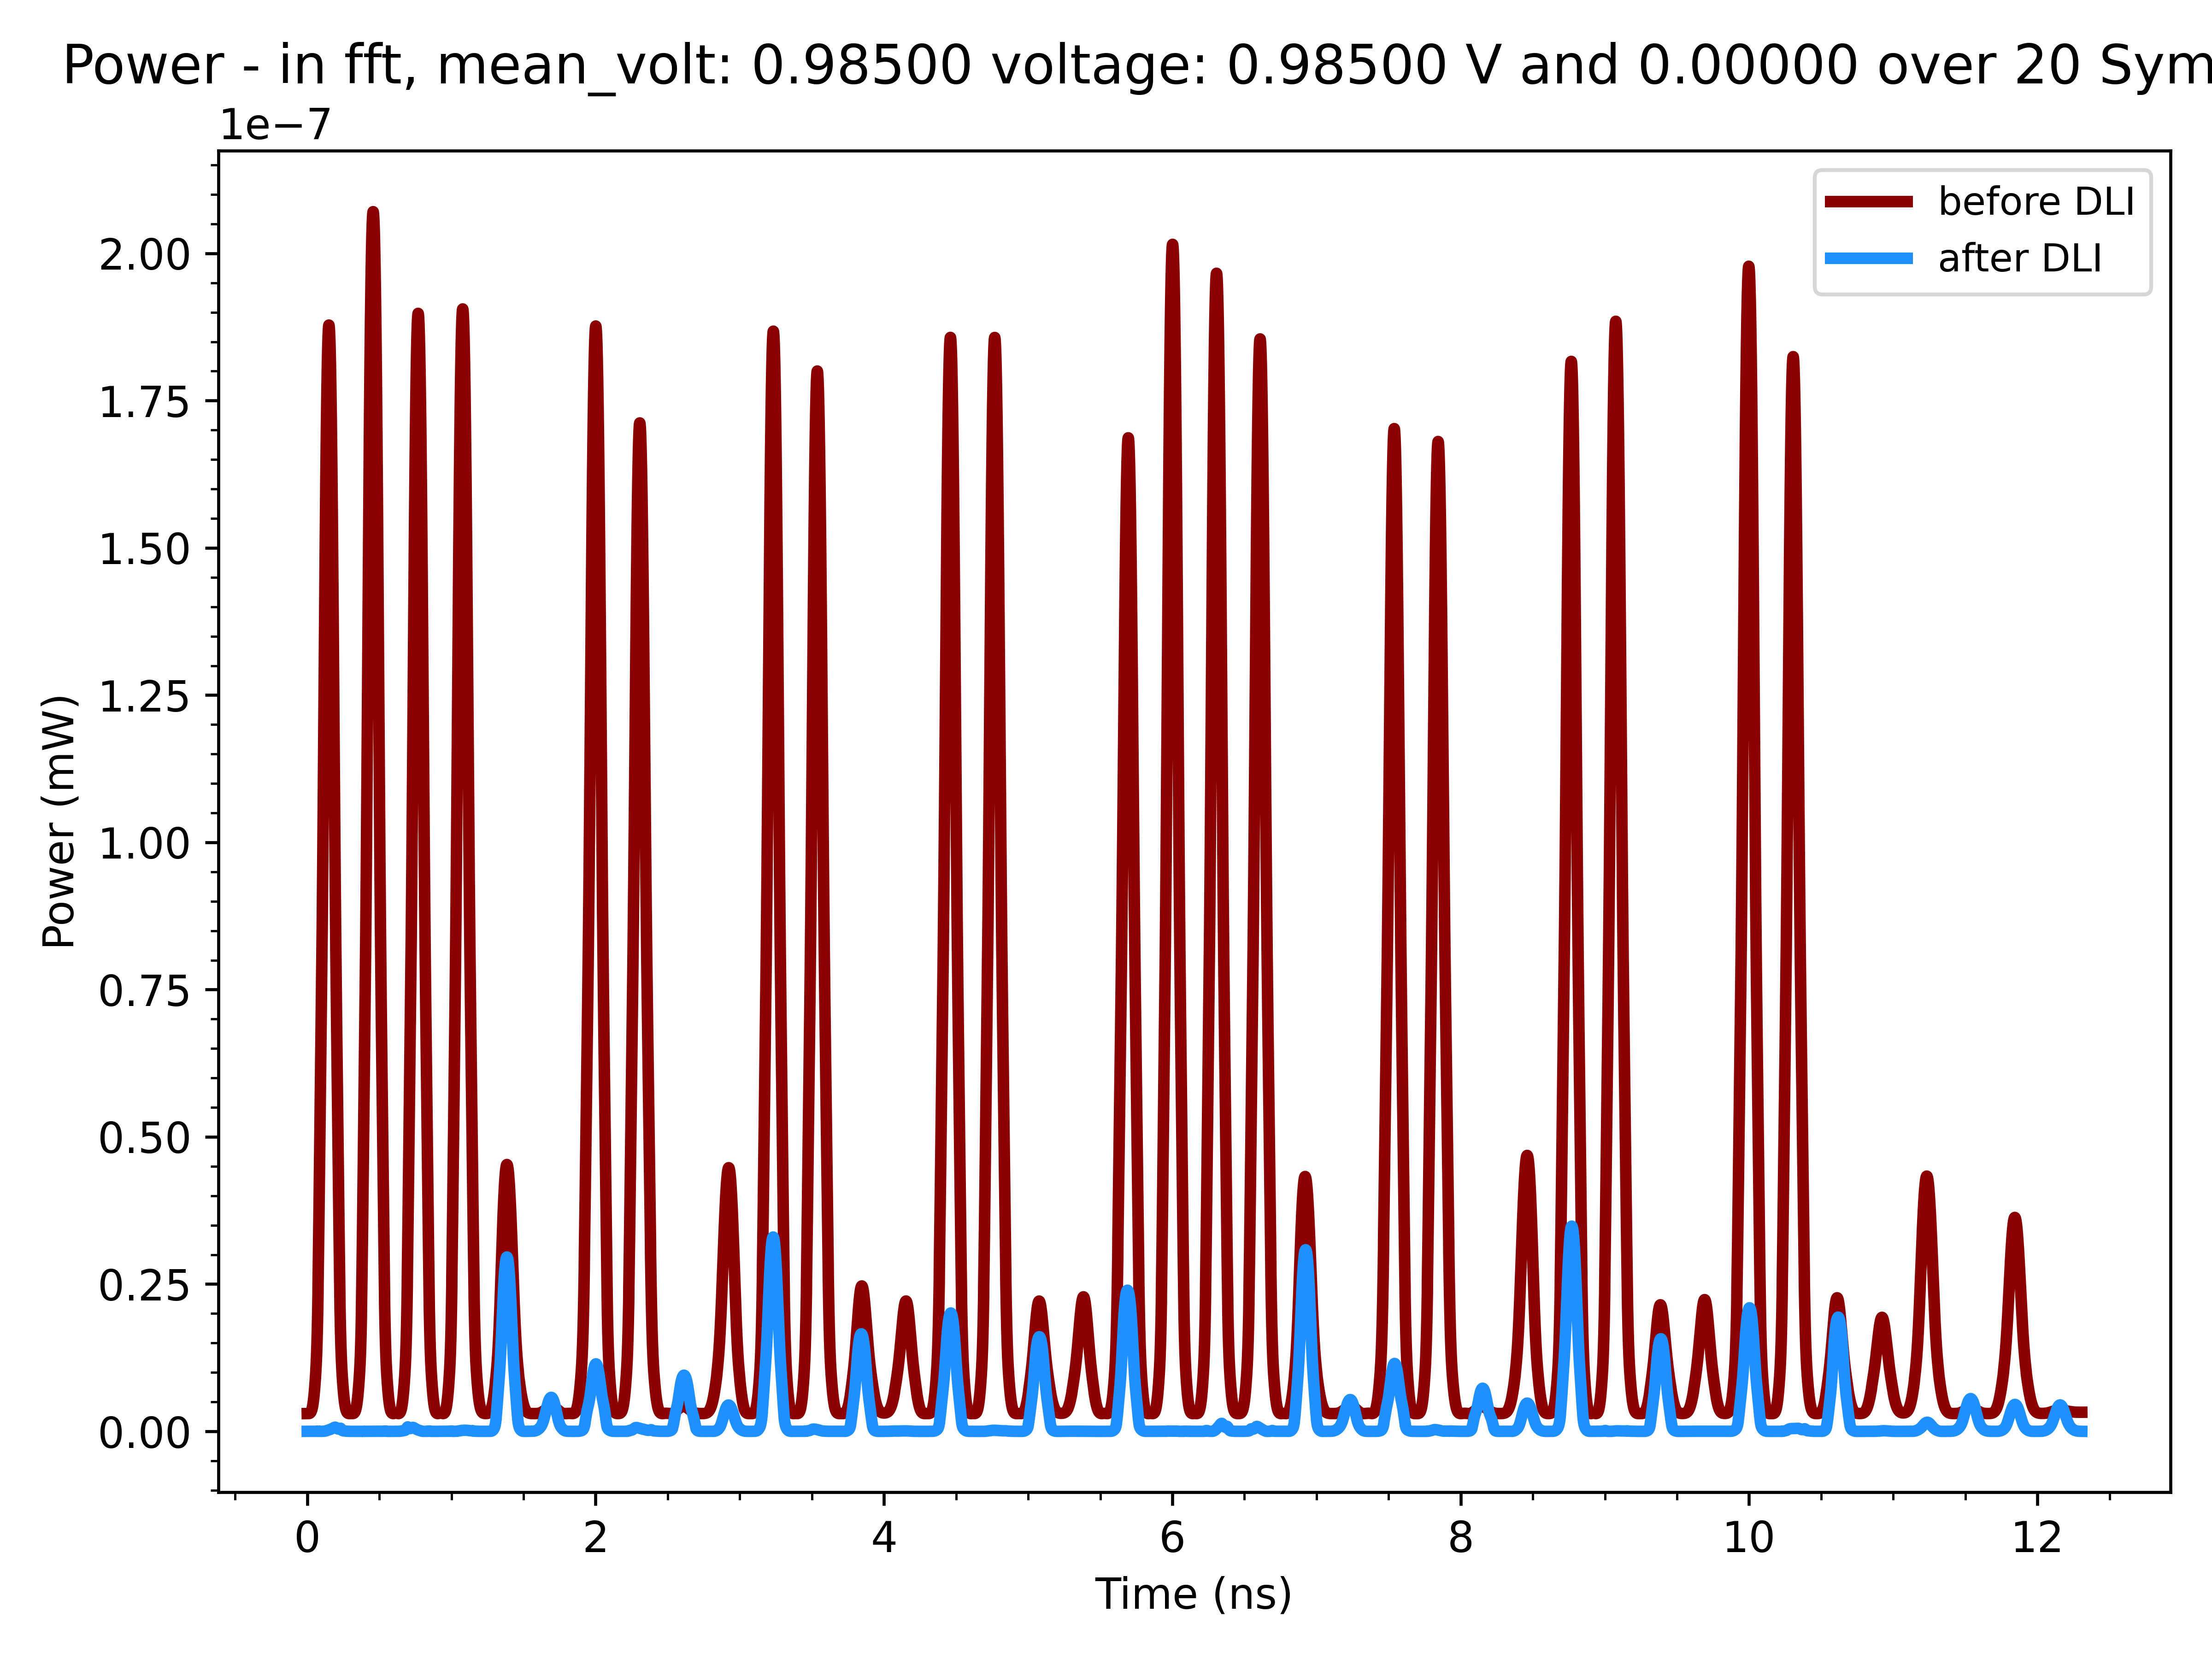 Power - in fft, mean_volt: 0.98500 voltage: 0.98500 V and 0.00000 over 20 Sym
1e−7
before DLI
after DLI
2.00
1.75
1.50
1.25
1.00
0.75
0.50
0.25
0.00
Power (mW)
0 2 4 6 8 10 12
Time (ns)